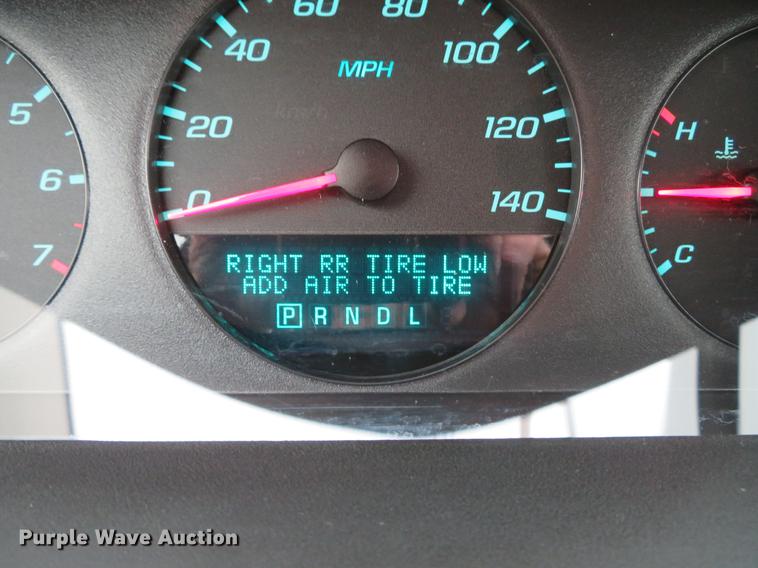 60 80
40 100
MPH
5 20 120 H
6
0 140
7 C
RIGHT RR TIRE LOW
ADD AIR TO TIRE
P R N D L
Purple Wave Auction